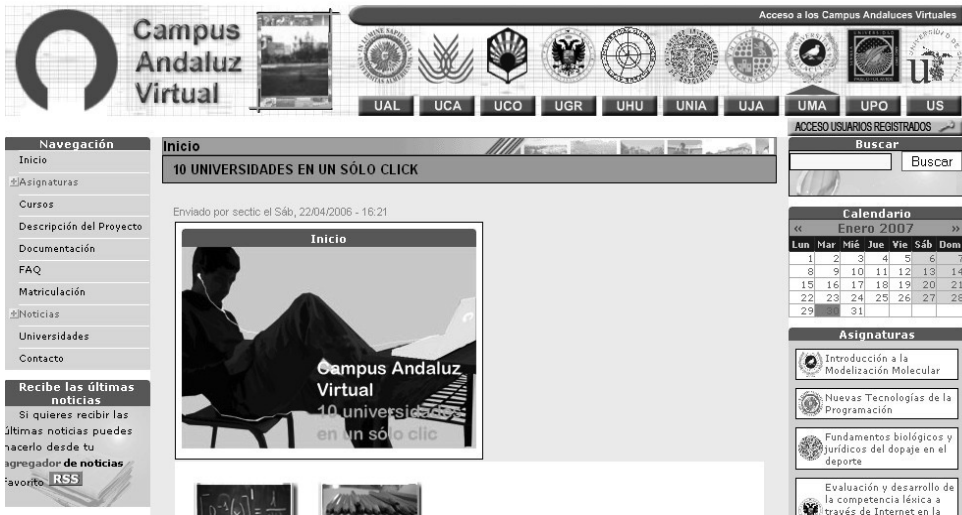 Acceso a los Campus Andaluces Virtuales
Campus
Andaluz
Virtual
UAL UCA UCO UGR UHU UNIA UJA UMA UPO US
ACCESO USUARIOS REGISTRADOS
Navegación
Inicio
Asignaturas
Cursos
Descripción del Proyecto
Documentación
FAQ
Matriculación
Noticias
Universidades
Contacto
Recibe las últimas
noticias
Si quieres recibir las
últimas noticias puedes
hacerlo desde tu
agregador de noticias
favorito RSS
Inicio
10 UNIVERSIDADES EN UN SÓLO CLICK
Enviado por sectic el Sáb, 22/04/2006 - 16:21
Inicio
Campus Andaluz
Virtual
10 universidades
en un sólo clic
Buscar
Buscar
Calendario
« Enero 2007 »
Lun Mar Mié Jue Vie Sáb Dom
1 2 3 4 5 6 7
8 9 10 11 12 13 14
15 16 17 18 19 20 21
22 23 24 25 26 27 28
29 30 31
Asignaturas
Introducción a la
Modelización Molecular
Nuevas Tecnologías de la
Programación
Fundamentos biológicos y
jurídicos del dopaje en el
deporte
Evaluación y desarrollo de
la competencia léxica a
través de Internet en la